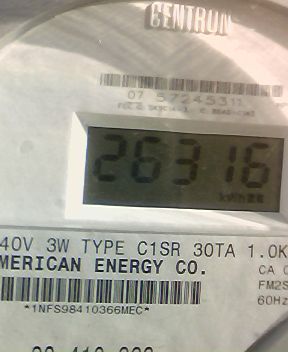 CENTRON
07 57245311
26316
kWh
40V 3W TYPE C1SR 30TA 1.0K
MERICAN ENERGY CO.
CA 0
FM2S
60Hz
*1NFS98410366MEC*